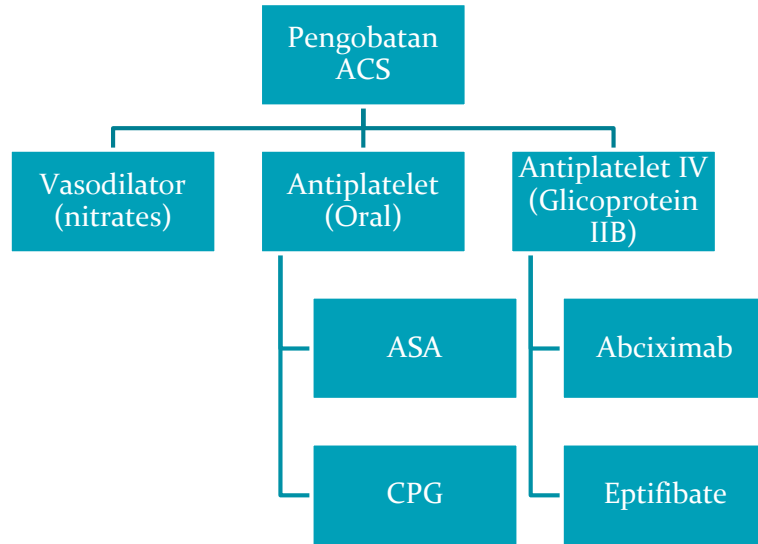 Pengobatan
ACS
Vasodilator
(nitrates)
Antiplatelet
(Oral)
Antiplatelet IV
(Glicoprotein
IIB)
ASA
Abciximab
CPG
Eptifibate